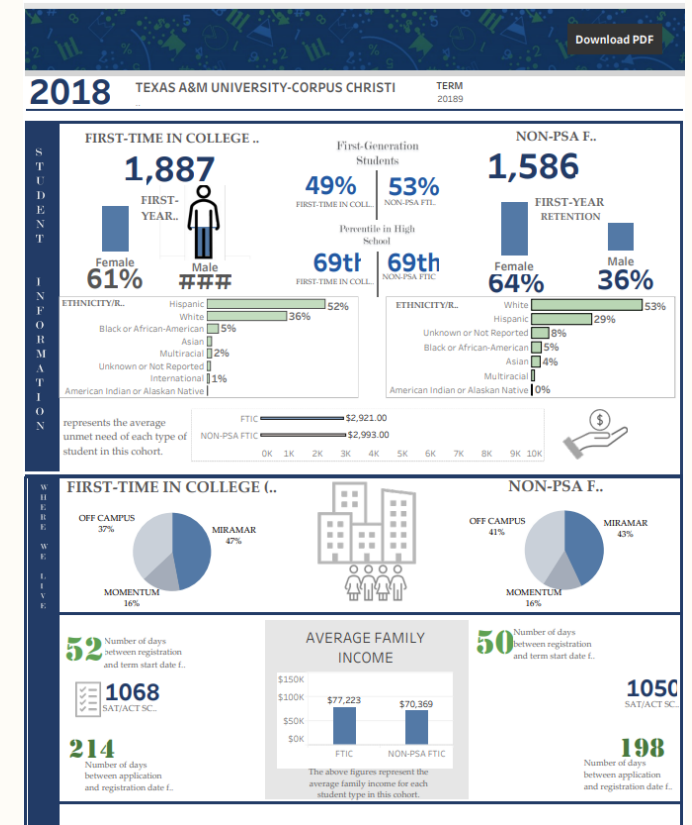 Download PDF
2018
TEXAS A&M UNIVERSITY-CORPUS CHRISTI
TERM
20189
STUDENT INFORMATION
FIRST-TIME IN COLLEGE ..
1,887
FIRST-
YEAR..
Female
61%
Male
###
First-Generation
Students
49%
FIRST-TIME IN COLL..
53%
NON-PSA FTI..
Percentile in High
School
69th
FIRST-TIME IN COLL..
69th
NON-PSA FTIC
NON-PSA F..
1,586
FIRST-YEAR
RETENTION
Female
64%
Male
36%
ETHNICITY/R..
Hispanic 52%
White 36%
Black or African-American 5%
Asian
Multiracial 2%
Unknown or Not Reported
International 1%
American Indian or Alaskan Native
ETHNICITY/R..
White 53%
Hispanic 29%
Unknown or Not Reported 8%
Black or African-American 5%
Asian 4%
Multiracial
American Indian or Alaskan Native 0%
represents the average
unmet need of each type of
student in this cohort.
FTIC $2,921.00
NON-PSA FTIC $2,993.00
0K 1K 2K 3K 4K 5K 6K 7K 8K 9K 10K
$
WHERE WE LIVE
FIRST-TIME IN COLLEGE (..
OFF CAMPUS
37%
MIRAMAR
47%
MOMENTUM
16%
NON-PSA F..
OFF CAMPUS
41%
MIRAMAR
43%
MOMENTUM
16%
52
Number of days
between registration
and term start date f..
1068
SAT/ACT SC..
214
Number of days
between application
and registration date f..
AVERAGE FAMILY
INCOME
$150K
$100K
$50K
$0K
$77,223
$70,369
FTIC
NON-PSA FTIC
The above figures represent the
average family income for each
student type in this cohort.
50
Number of days
between registration
and term start date f..
1050
SAT/ACT SC..
198
Number of days
between application
and registration date f..